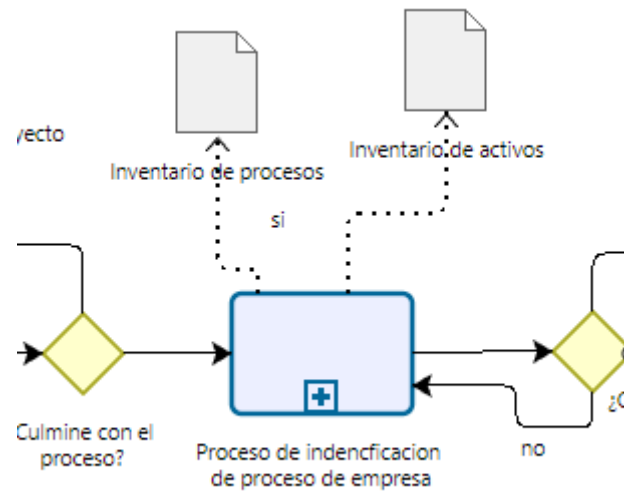 yecto
Inventario de procesos
Inventario de activos
si
Culmine con el
proceso?
Proceso de indencficacion
de proceso de empresa
no